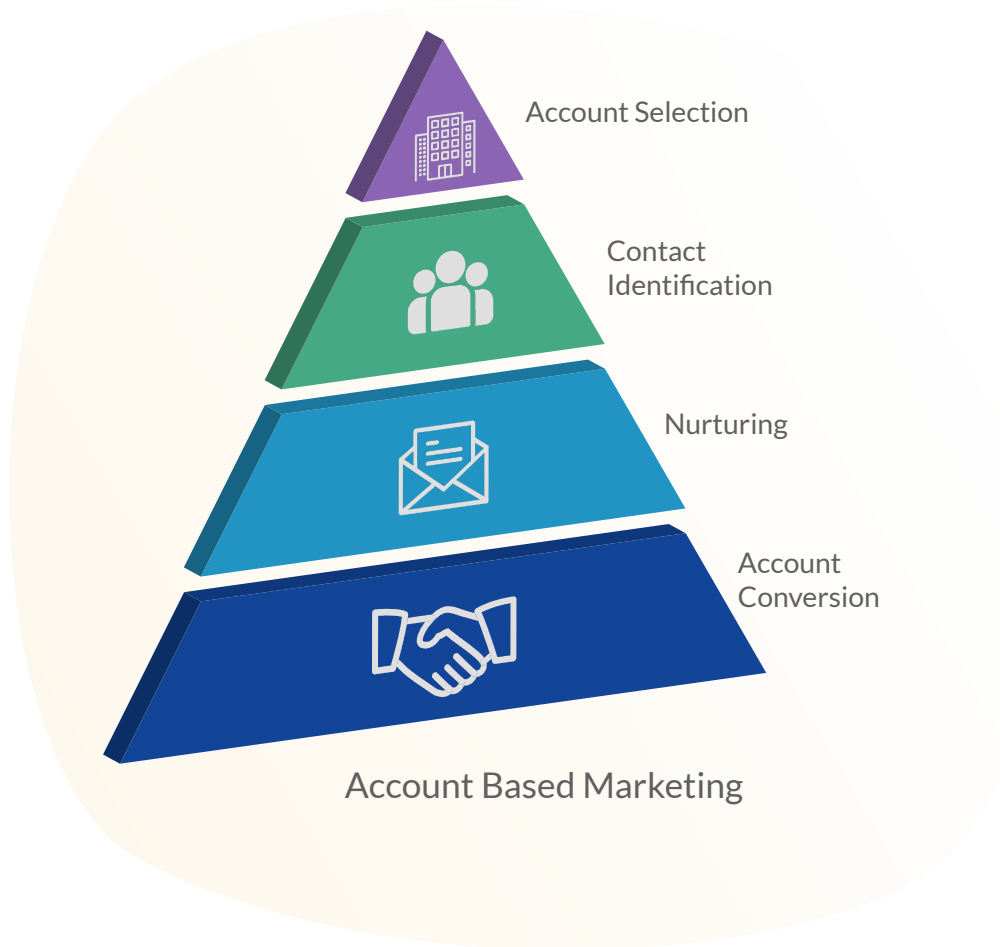 Account Selection
Contact
Identification
Nurturing
Account
Conversion
Account Based Marketing